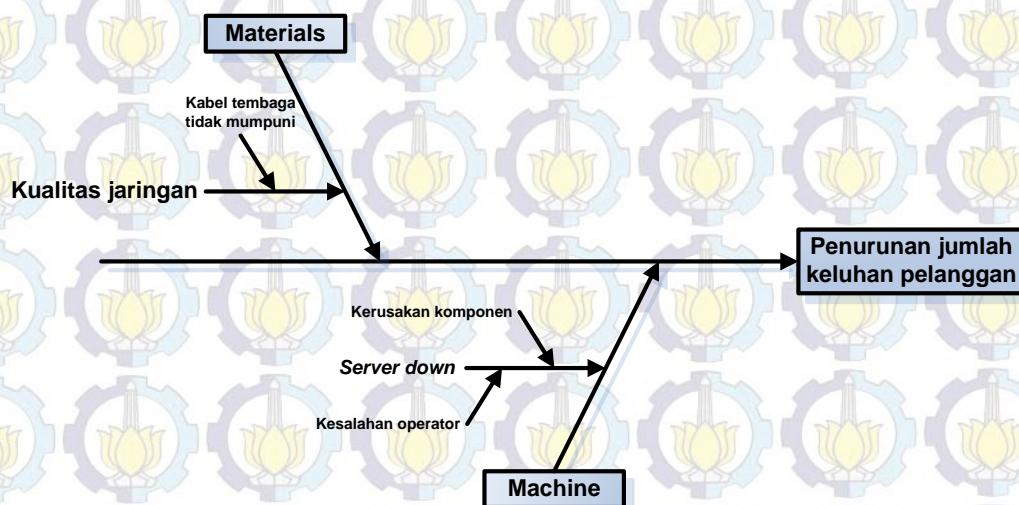 Materials
Kabel tembaga
tidak mumpuni
Kualitas jaringan
Penurunan jumlah
keluhan pelanggan
Kerusakan komponen
Server down
Kesalahan operator
Machine